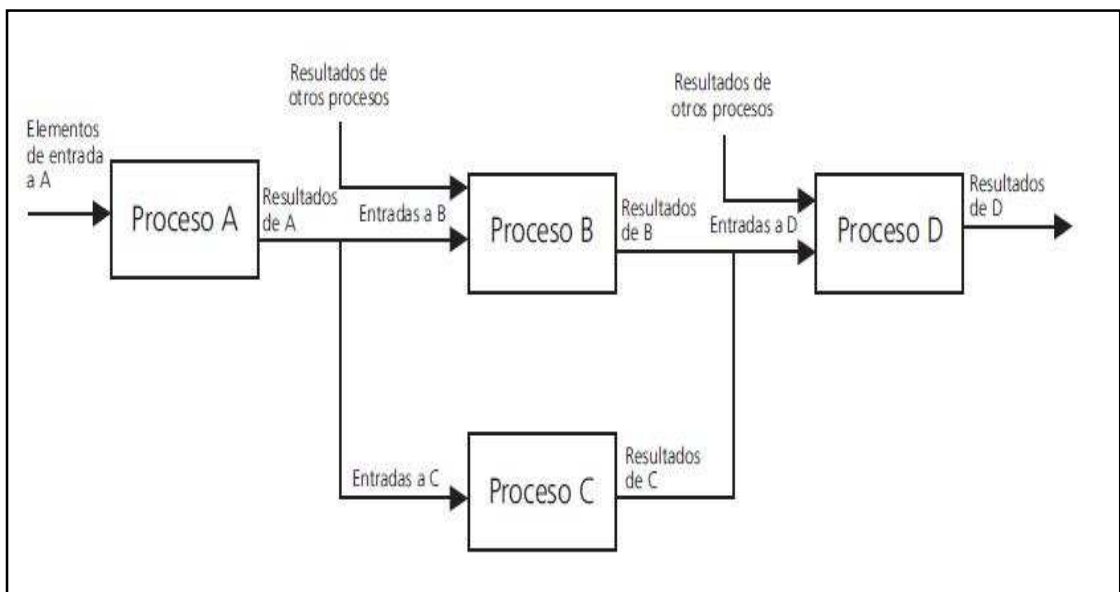 Resultados de
otros procesos
Resultados de
otros procesos
Elementos
de entrada
a A
Proceso A
Resultados
de A
Entradas a B
Proceso B
Resultados
de B
Entradas a D
Proceso D
Resultados
de D
Entradas a C
Proceso C
Resultados
de C